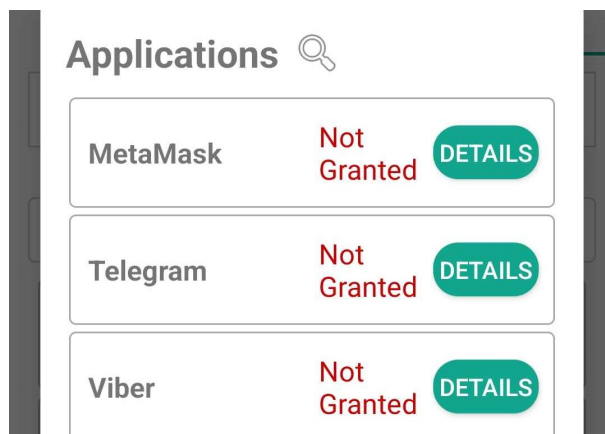 Applications
MetaMask
Not
Granted
DETAILS
Telegram
Not
Granted
DETAILS
Viber
Not
Granted
DETAILS